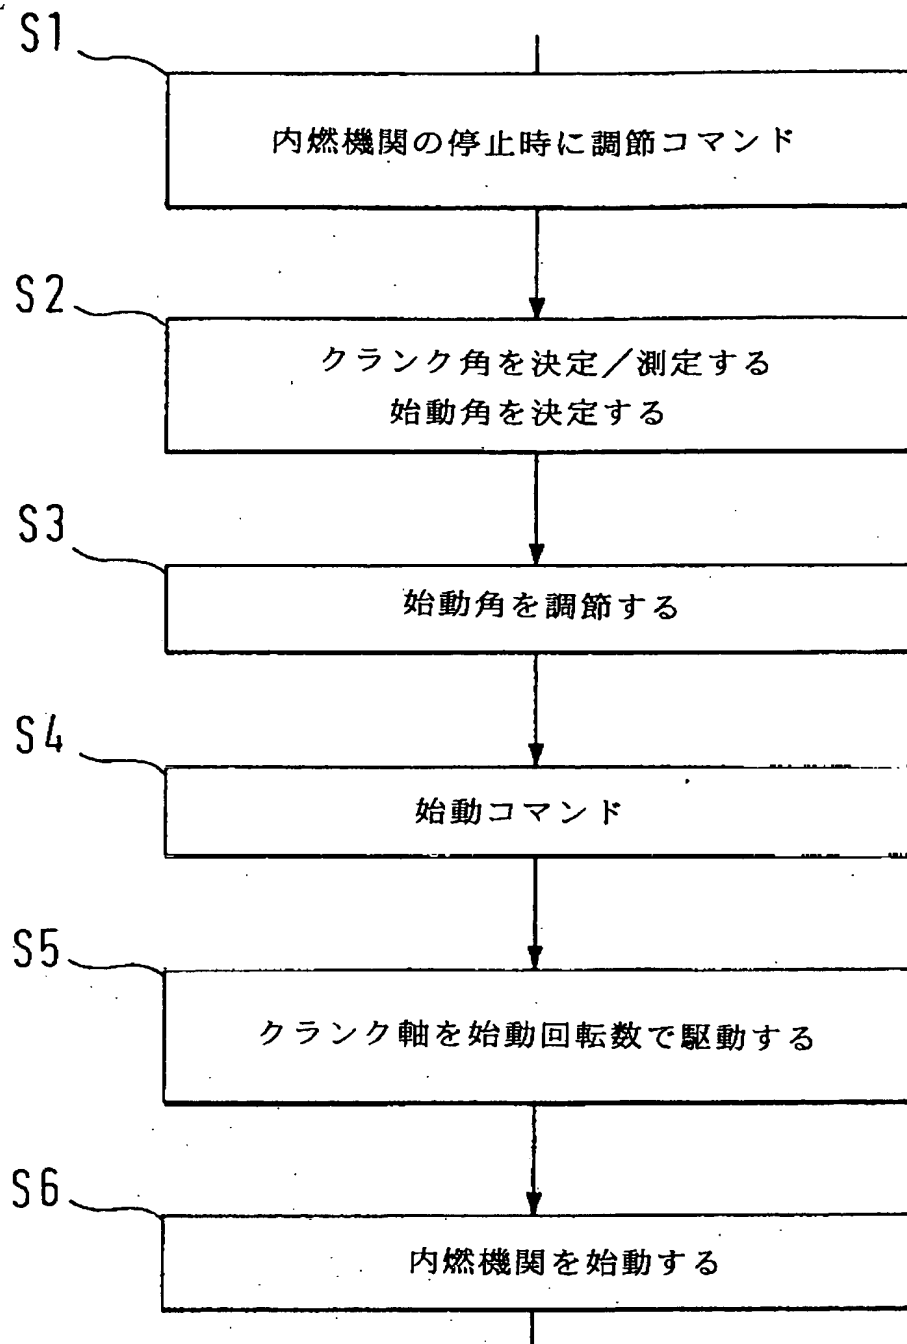 S1
内燃機関の停止時に調節コマンド
S2
クランク角を決定／測定する
始動角を決定する
S3
始動角を調節する
S4
始動コマンド
S5
クランク軸を始動回転数で駆動する
S6
内燃機関を始動する